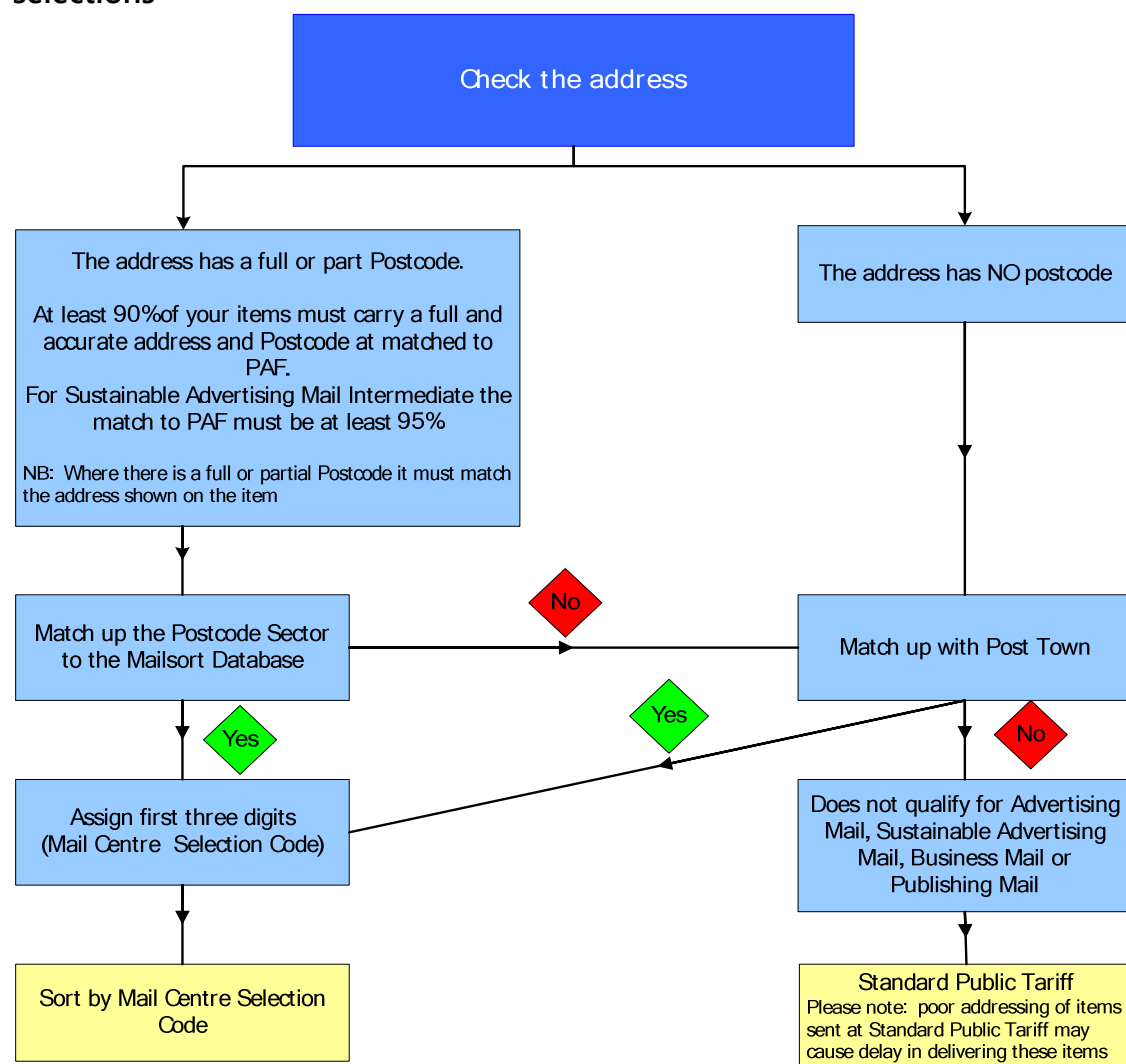 selections
Check the address
The address has a full or part Postcode.
At least 90%of your items must carry a full and
accurate address and Postcode at matched to
PAF.
For Sustainable Advertising Mail Intermediate the
match to PAF must be at least 95%
NB: Where there is a full or partial Postcode it must match
the address shown on the item
The address has NO postcode
Match up the Postcode Sector
to the Mailsort Database
No
Match up with Post Town
Yes
Yes
No
Assign first three digits
(Mail Centre Selection Code)
Does not qualify for Advertising
Mail, Sustainable Advertising
Mail, Business Mail or
Publishing Mail
Sort by Mail Centre Selection
Code
Standard Public Tariff
Please note: poor addressing of items
sent at Standard Public Tariff may
cause delay in delivering these items